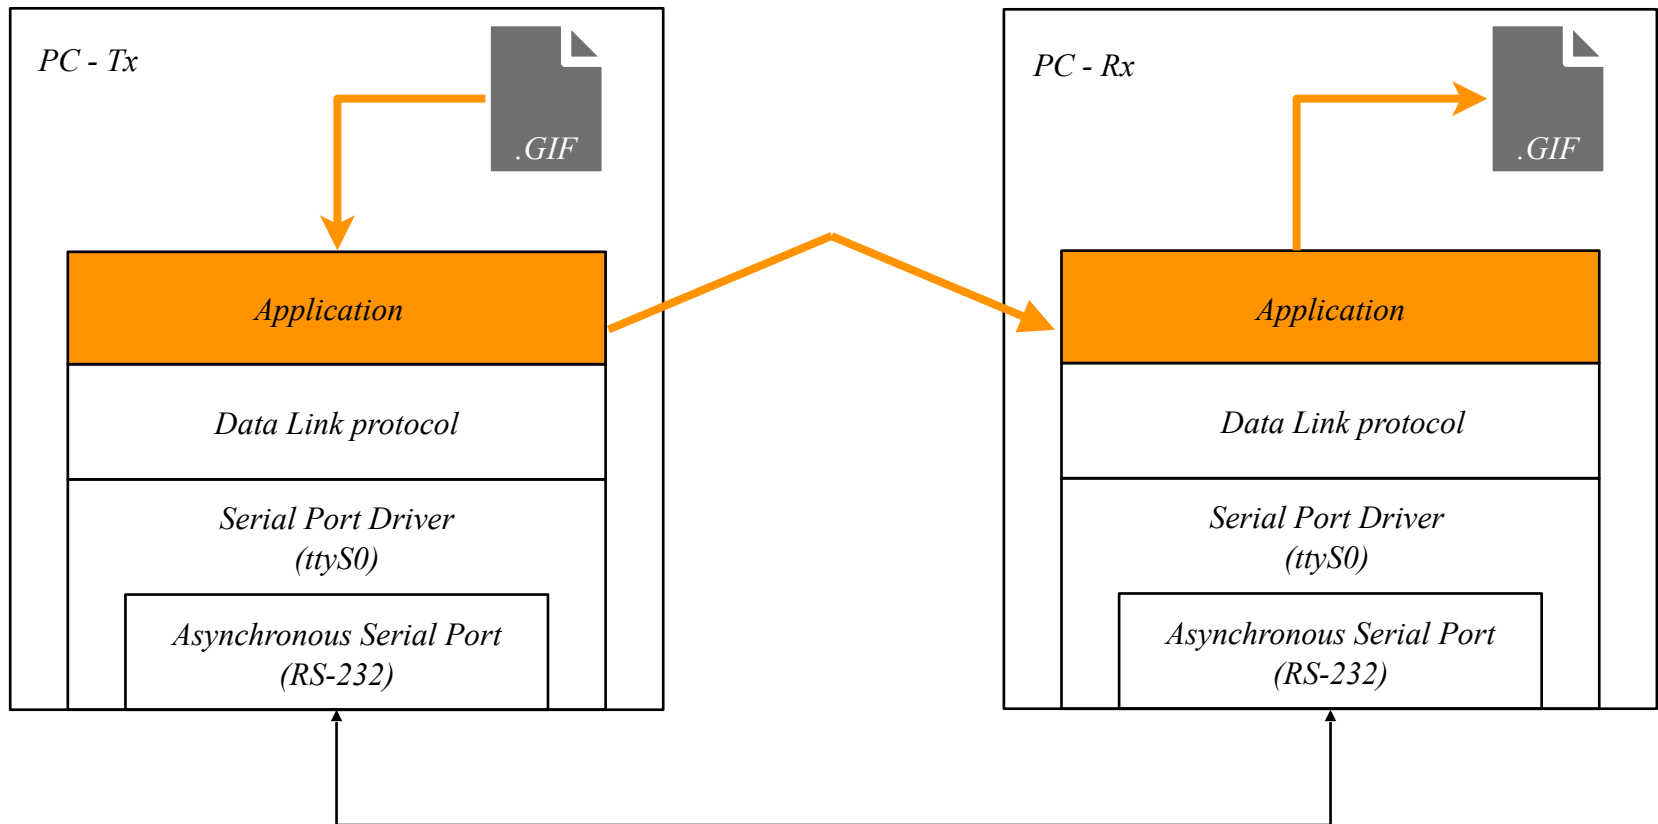 PC - Tx
.GIF
Application
Data Link protocol
Serial Port Driver
(ttyS0)
Asynchronous Serial Port
(RS-232)
PC - Rx
.GIF
Application
Data Link protocol
Serial Port Driver
(ttyS0)
Asynchronous Serial Port
(RS-232)